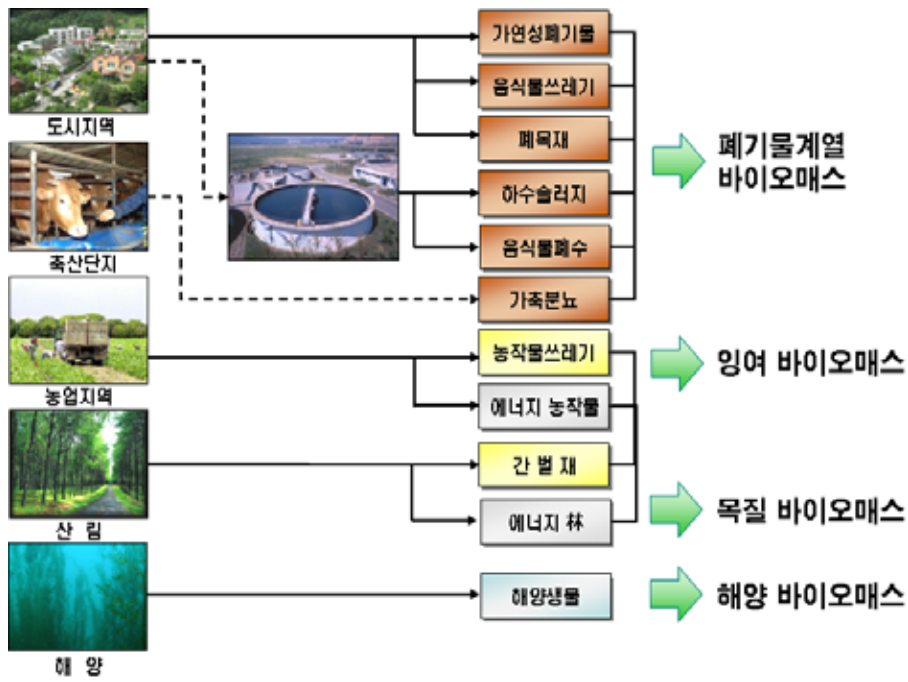 도시지역
축산단지
농업지역
산 림
해 양
가연성폐기물
음식물쓰레기
폐목재
하수슬러지
음식물폐수
가축분뇨
농작물쓰레기
에너지 농작물
간 벌 재
에너지 林
해양생물
폐기물계열
바이오매스
잉여 바이오매스
목질 바이오매스
해양 바이오매스